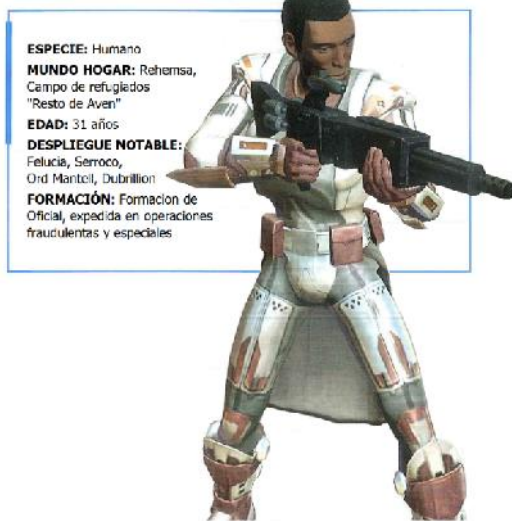 ESPECIE: Humano
MUNDO HOGAR: Rehemsa,
Campo de refugiados
"Resto de Aven"
EDAD: 31 años
DESPLIEGUE NOTABLE:
Felucia, Serroco,
Ord Mantell, Dubrillion
FORMACIÓN: Formacion de
Oficial, expedida en operaciones
fraudulentas y especiales